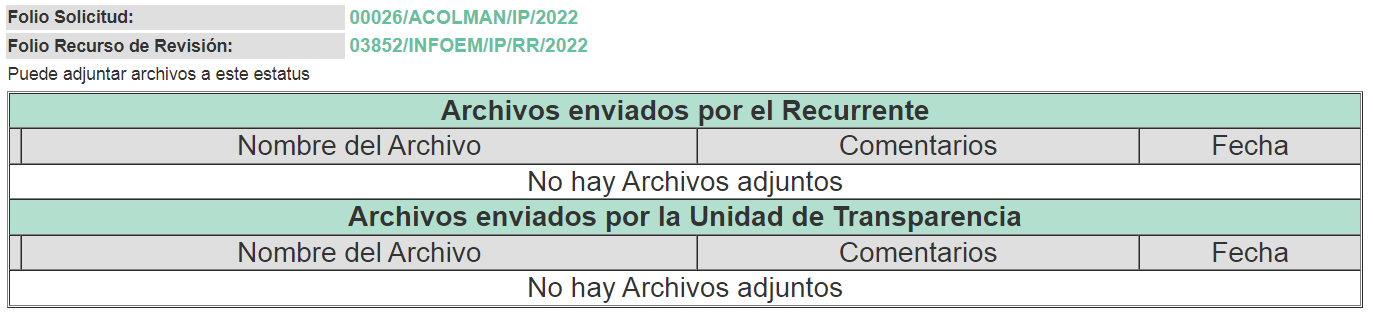 Folio Solicitud: 00026/ACOLMAN/IP/2022
Folio Recurso de Revisión: 03852/INFOEM/IP/RR/2022
Puede adjuntar archivos a este estatus
Archivos enviados por el Recurrente
Nombre del Archivo Comentarios Fecha
No hay Archivos adjuntos
Archivos enviados por la Unidad de Transparencia
Nombre del Archivo Comentarios Fecha
No hay Archivos adjuntos